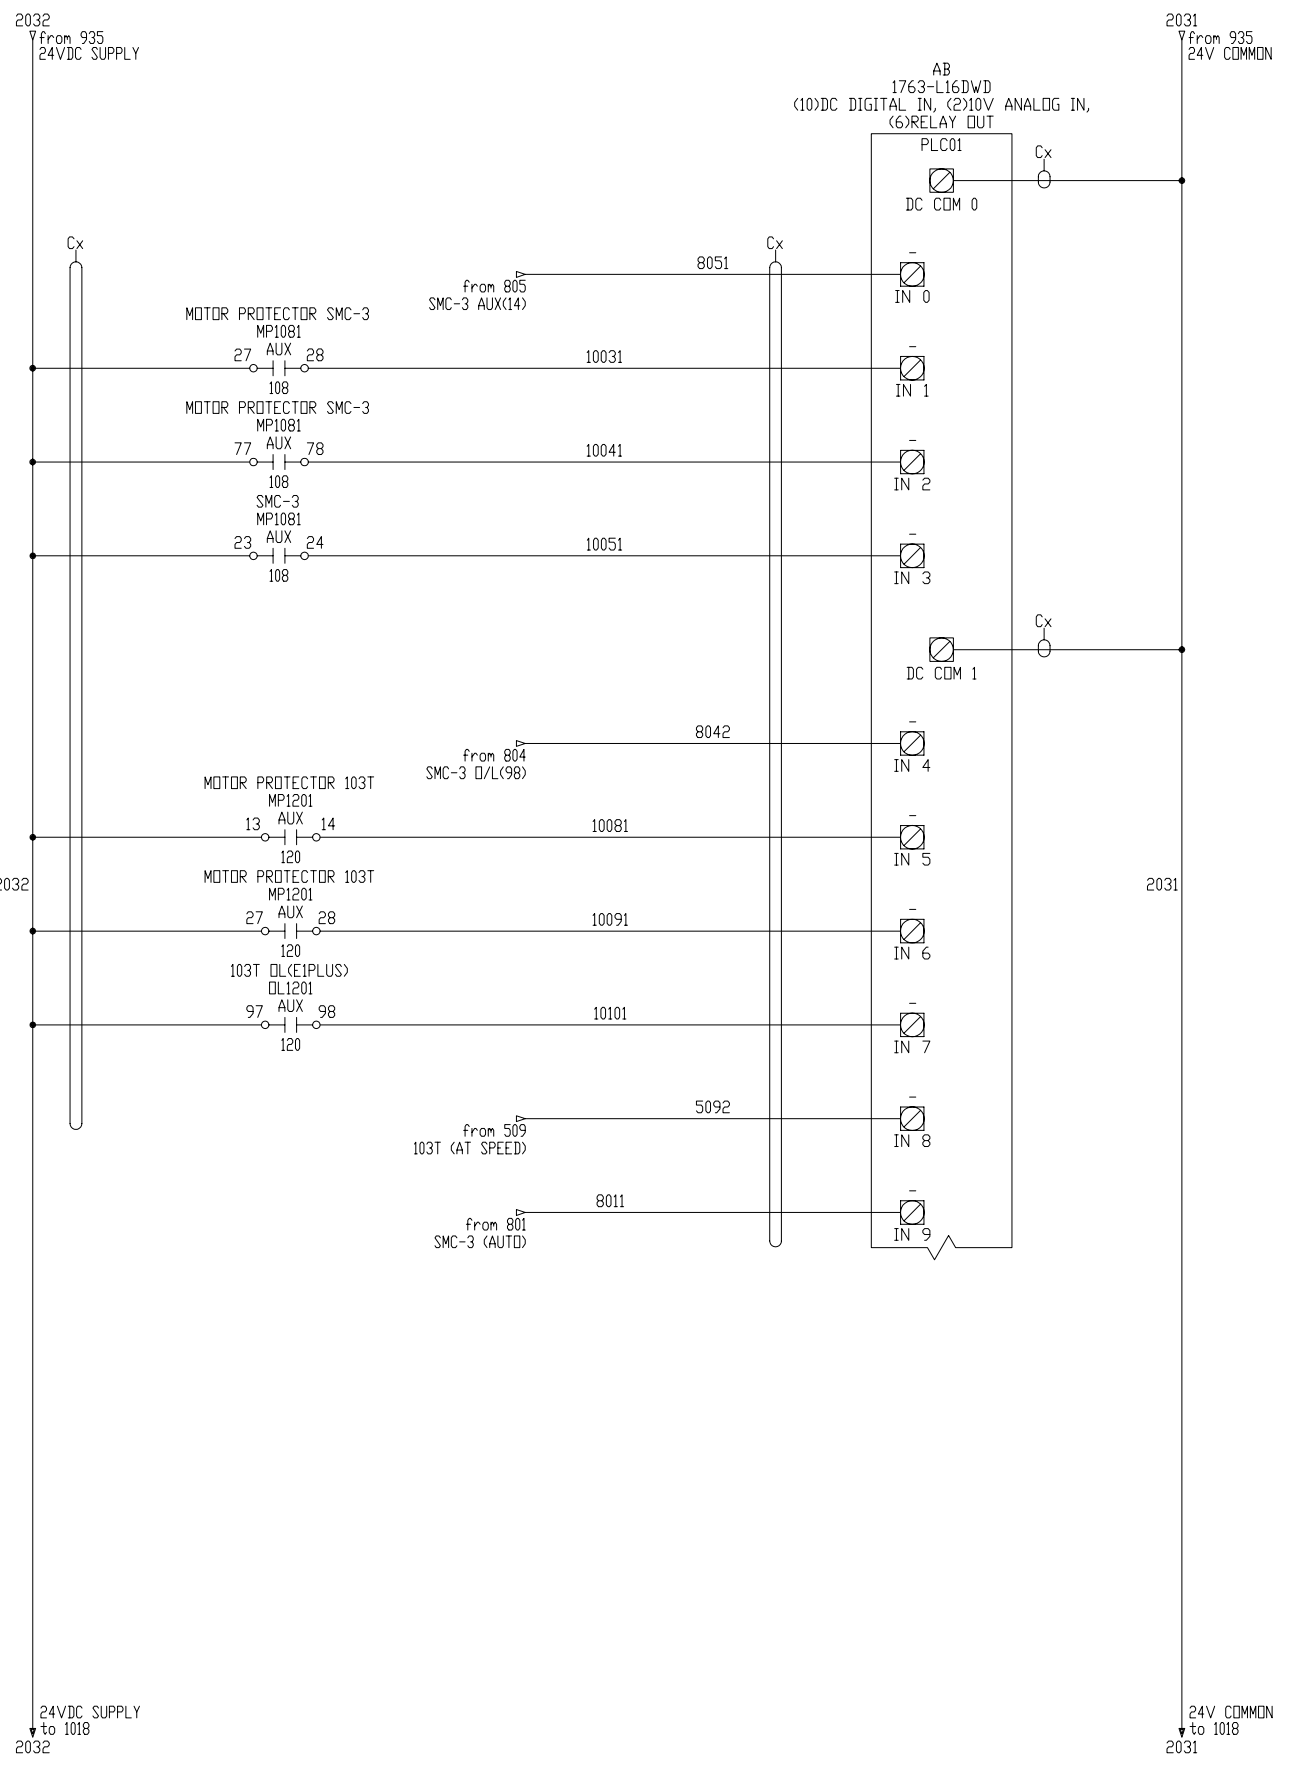 2032
from 935
24VDC SUPPLY
2031
from 935
24V COMMON
AB
1763-L16DWD
(10)DC DIGITAL IN, (2)10V ANALOG IN,
(6)RELAY OUT
PLC01
Cx
DC COM 0
Cx
Cx
8051
from 805
SMC-3 AUX(14)
-
IN 0
MOTOR PROTECTOR SMC-3
MP1081
AUX
27 28
108
10031
-
IN 1
MOTOR PROTECTOR SMC-3
MP1081
AUX
77 78
108
10041
-
IN 2
SMC-3
MP1081
AUX
23 24
108
10051
-
IN 3
Cx
DC COM 1
8042
from 804
SMC-3 O/L(98)
-
IN 4
MOTOR PROTECTOR 103T
MP1201
AUX
13 14
120
10081
-
IN 5
2032
2031
MOTOR PROTECTOR 103T
MP1201
AUX
27 28
120
10091
-
IN 6
103T OL(E1PLUS)
OL1201
AUX
97 98
120
10101
-
IN 7
5092
from 509
103T (AT SPEED)
-
IN 8
8011
from 801
SMC-3 (AUTO)
-
IN 9
24VDC SUPPLY
to 1018
2032
24V COMMON
to 1018
2031